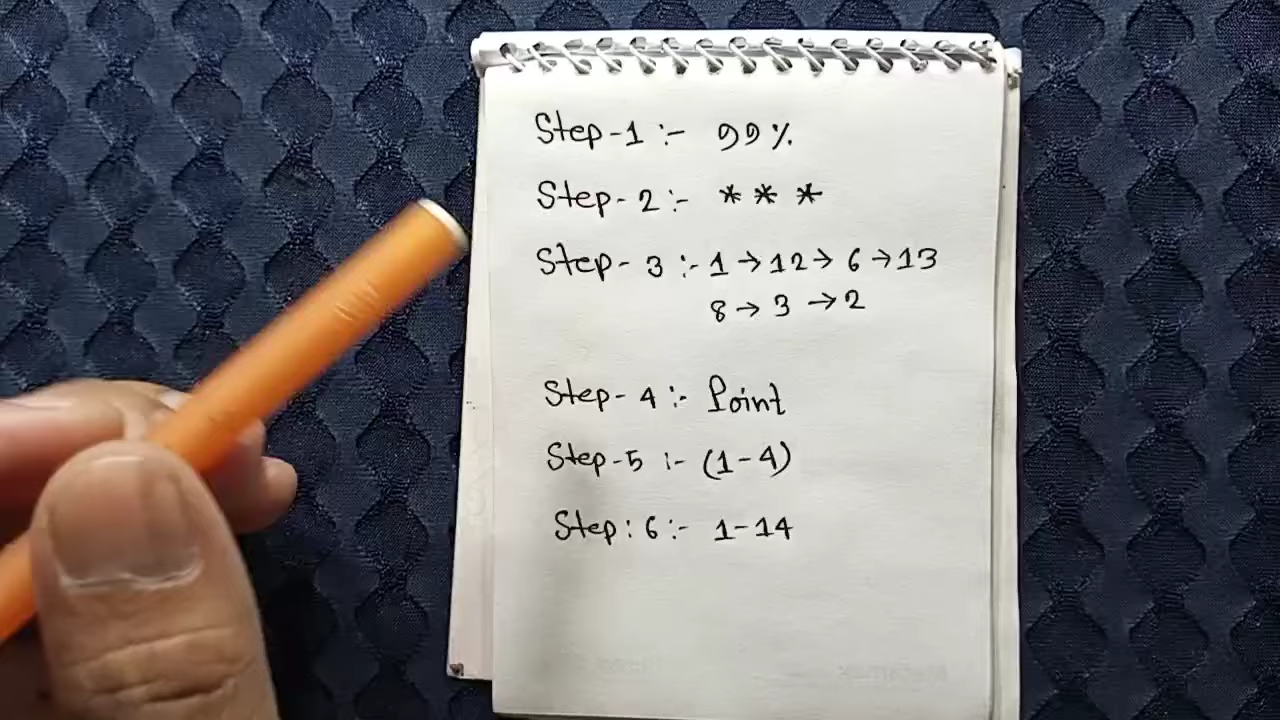 Step-1 :- 99%
Step-2 :- * * *
Step-3 :- 1 → 12 → 6 → 13
8 → 3 → 2
Step-4 :- Point
Step-5 :- (1-4)
Step:6 :- 1-14